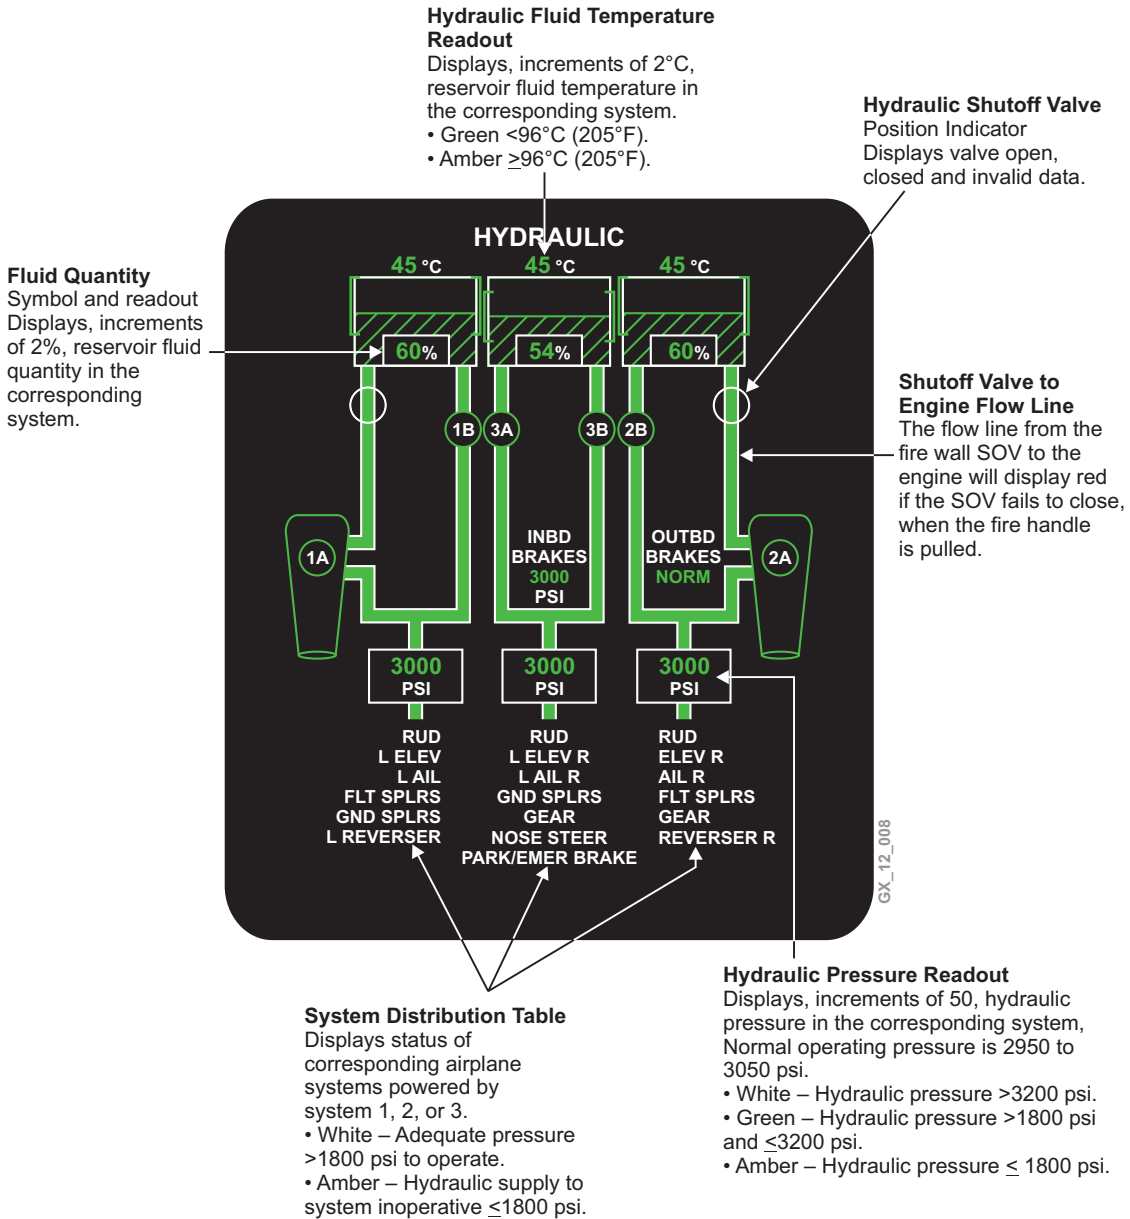 Hydraulic Fluid Temperature
Readout
Displays, increments of 2°C,
reservoir fluid temperature in
the corresponding system.
• Green <96°C (205°F).
• Amber ≥96°C (205°F).
Hydraulic Shutoff Valve
Position Indicator
Displays valve open,
closed and invalid data.
Fluid Quantity
Symbol and readout
Displays, increments
of 2%, reservoir fluid
quantity in the
corresponding
system.
HYDRAULIC
45 °C 45 °C 45 °C
60% 54% 60%
1B 3A 3B 2B
Shutoff Valve to
Engine Flow Line
The flow line from the
fire wall SOV to the
engine will display red
if the SOV fails to close,
when the fire handle
is pulled.
1A
INBD
BRAKES
3000
PSI
OUTBD
BRAKES
NORM
2A
3000
PSI
3000
PSI
3000
PSI
RUD
L ELEV
L AIL
FLT SPLRS
GND SPLRS
L REVERSER
RUD
L ELEV R
L AIL R
GND SPLRS
GEAR
NOSE STEER
PARK/EMER BRAKE
RUD
ELEV R
AIL R
FLT SPLRS
GEAR
REVERSER R
GX_12_008
System Distribution Table
Displays status of
corresponding airplane
systems powered by
system 1, 2, or 3.
• White – Adequate pressure
>1800 psi to operate.
• Amber – Hydraulic supply to
system inoperative ≤1800 psi.
Hydraulic Pressure Readout
Displays, increments of 50, hydraulic
pressure in the corresponding system,
Normal operating pressure is 2950 to
3050 psi.
• White – Hydraulic pressure >3200 psi.
• Green – Hydraulic pressure >1800 psi
and ≤3200 psi.
• Amber – Hydraulic pressure ≤ 1800 psi.